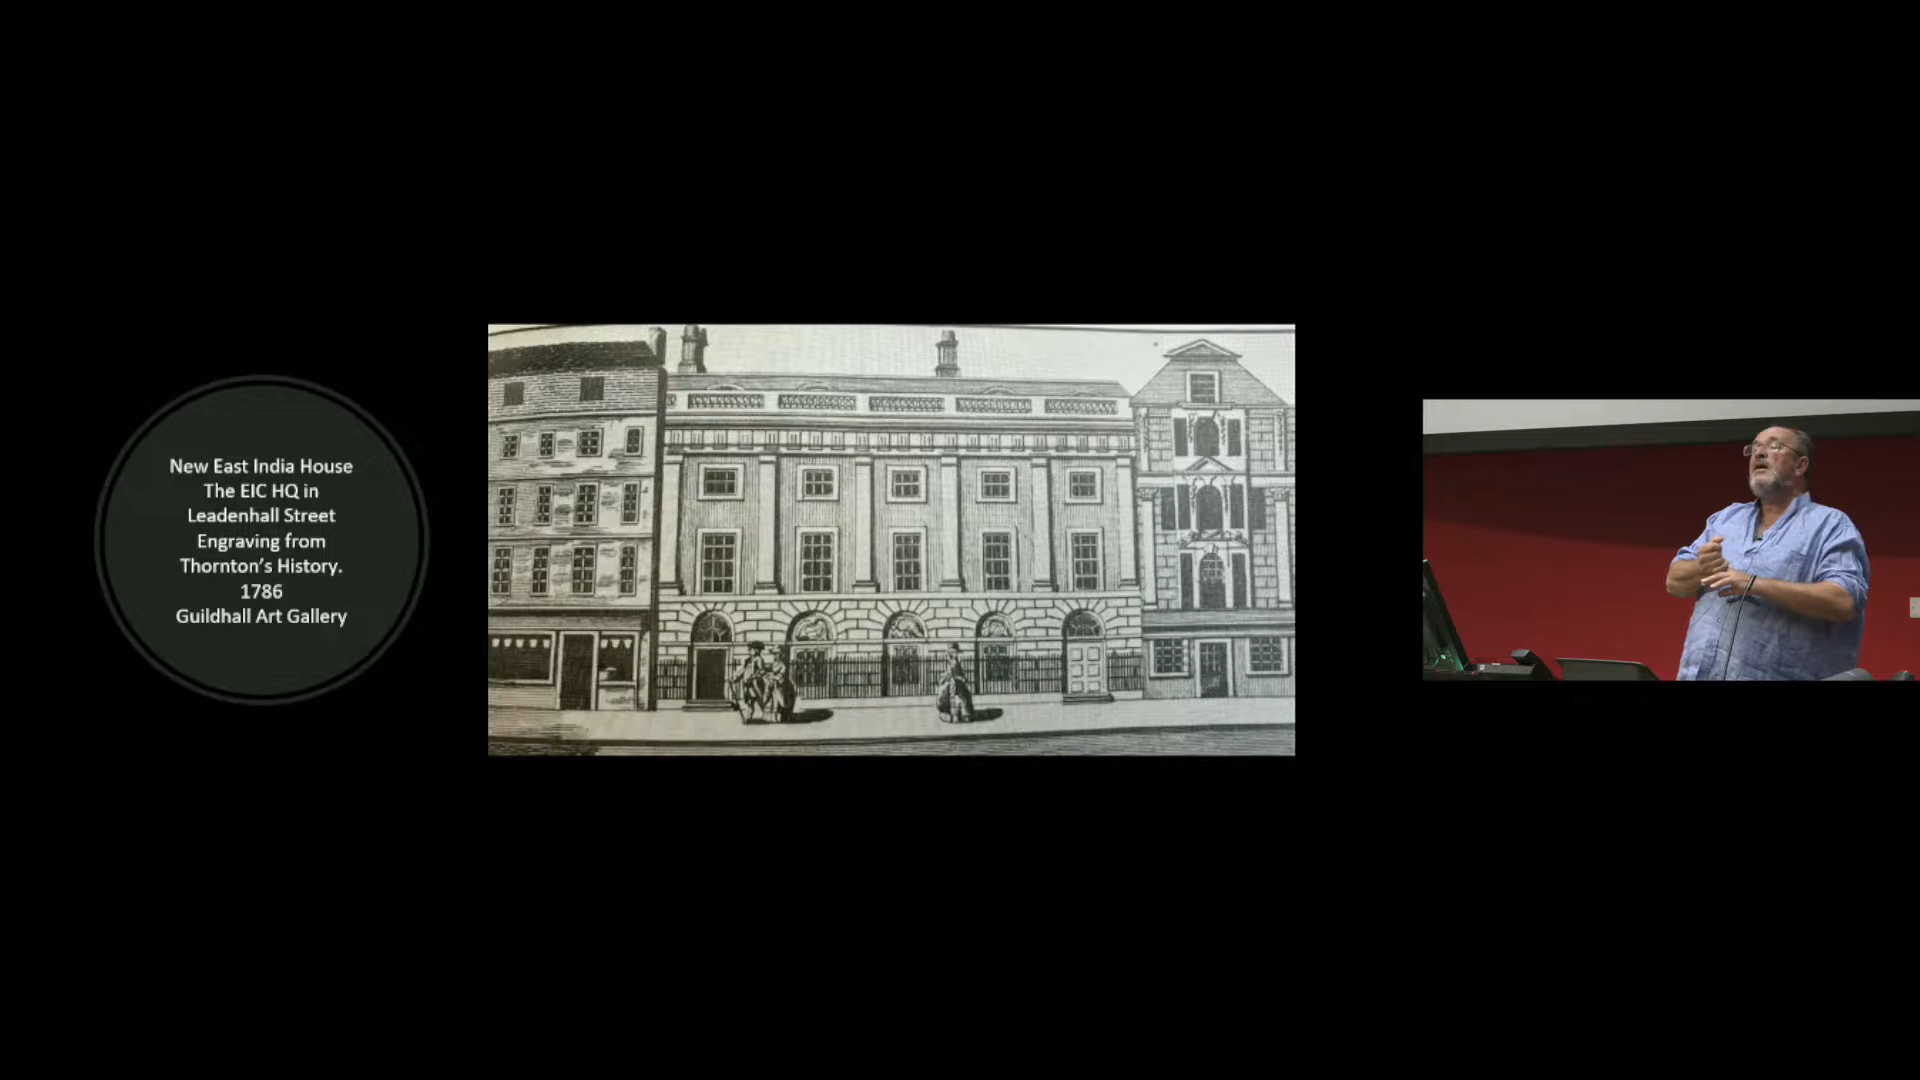 New East India House
The EIC HQ in
Leadenhall Street
Engraving from
Thornton's History.
1786
Guildhall Art Gallery